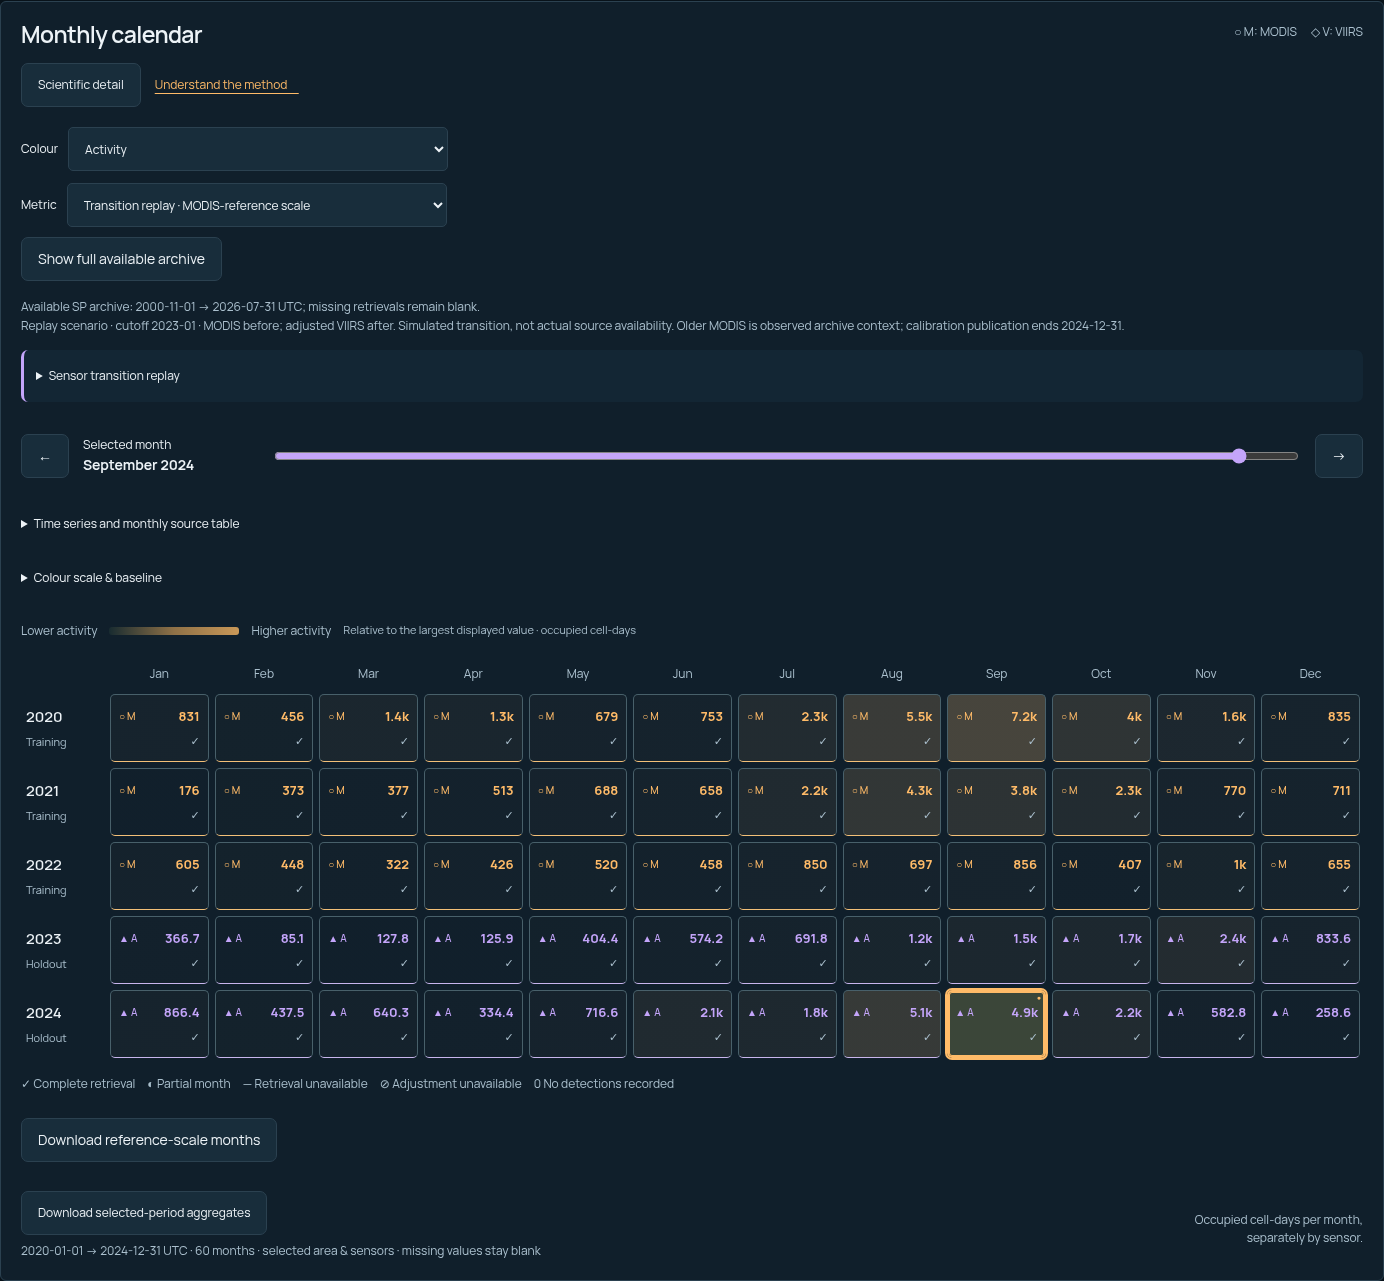 Monthly calendar
○ M: MODIS ◇ V: VIIRS
Scientific detail
Understand the method
Colour
Activity
Metric
Transition replay · MODIS-reference scale
Show full available archive
Available SP archive: 2000-11-01 → 2026-07-31 UTC; missing retrievals remain blank.
Replay scenario · cutoff 2023-01 · MODIS before; adjusted VIIRS after. Simulated transition, not actual source availability. Older MODIS is observed archive context; calibration publication ends 2024-12-31.
▶ Sensor transition replay
←
Selected month
September 2024
→
▶ Time series and monthly source table
▶ Colour scale & baseline
Lower activity Higher activity Relative to the largest displayed value · occupied cell-days
Jan Feb Mar Apr May Jun Jul Aug Sep Oct Nov Dec
2020 ○ M 831 ○ M 456 ○ M 1.4k ○ M 1.3k ○ M 679 ○ M 753 ○ M 2.3k ○ M 5.5k ○ M 7.2k ○ M 4k ○ M 1.6k ○ M 835
Training ✓ ✓ ✓ ✓ ✓ ✓ ✓ ✓ ✓ ✓ ✓ ✓
2021 ○ M 176 ○ M 373 ○ M 377 ○ M 513 ○ M 688 ○ M 658 ○ M 2.2k ○ M 4.3k ○ M 3.8k ○ M 2.3k ○ M 770 ○ M 711
Training ✓ ✓ ✓ ✓ ✓ ✓ ✓ ✓ ✓ ✓ ✓ ✓
2022 ○ M 605 ○ M 448 ○ M 322 ○ M 426 ○ M 520 ○ M 458 ○ M 850 ○ M 697 ○ M 856 ○ M 407 ○ M 1k ○ M 655
Training ✓ ✓ ✓ ✓ ✓ ✓ ✓ ✓ ✓ ✓ ✓ ✓
2023 ▲ A 366.7 ▲ A 85.1 ▲ A 127.8 ▲ A 125.9 ▲ A 404.4 ▲ A 574.2 ▲ A 691.8 ▲ A 1.2k ▲ A 1.5k ▲ A 1.7k ▲ A 2.4k ▲ A 833.6
Holdout ✓ ✓ ✓ ✓ ✓ ✓ ✓ ✓ ✓ ✓ ✓ ✓
2024 ▲ A 866.4 ▲ A 437.5 ▲ A 640.3 ▲ A 334.4 ▲ A 716.6 ▲ A 2.1k ▲ A 1.8k ▲ A 5.1k ▲ A 4.9k ▲ A 2.2k ▲ A 582.8 ▲ A 258.6
Holdout ✓ ✓ ✓ ✓ ✓ ✓ ✓ ✓ ✓ ✓ ✓ ✓
✓ Complete retrieval ◖ Partial month — Retrieval unavailable ⊘ Adjustment unavailable 0 No detections recorded
Download reference-scale months
Download selected-period aggregates
Occupied cell-days per month,
separately by sensor.
2020-01-01 → 2024-12-31 UTC · 60 months · selected area & sensors · missing values stay blank